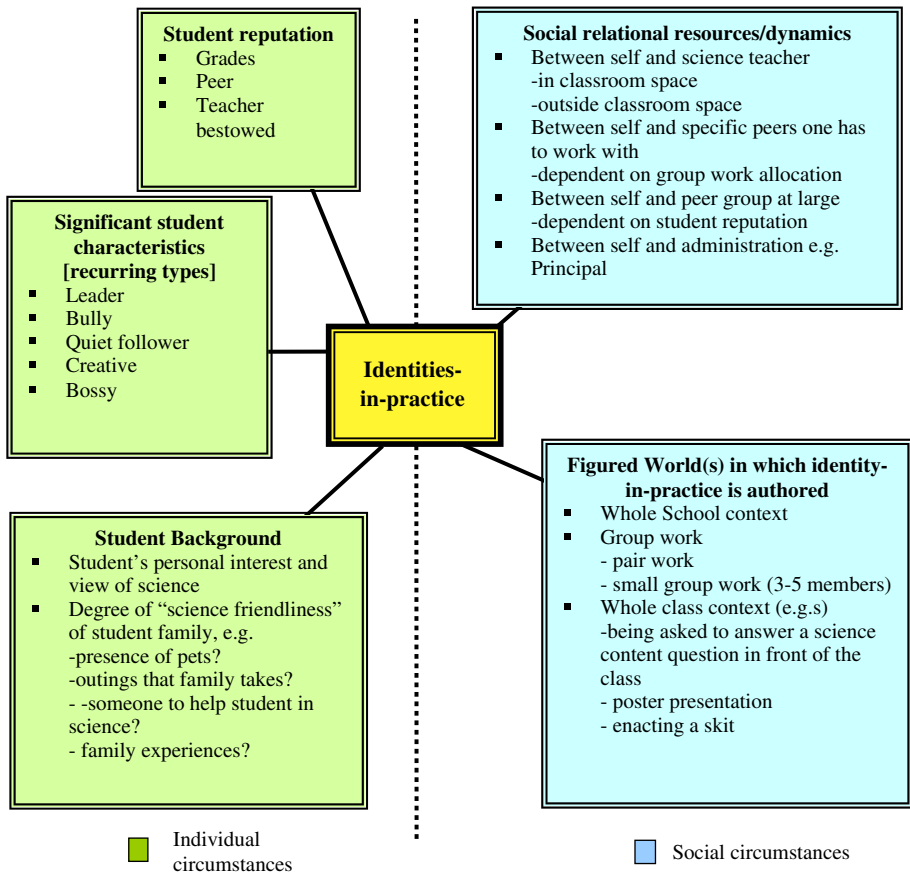 Student reputation
▪ Grades
▪ Peer
▪ Teacher
bestowed
Social relational resources/dynamics
▪ Between self and science teacher
-in classroom space
-outside classroom space
▪ Between self and specific peers one has
to work with
-dependent on group work allocation
▪ Between self and peer group at large
-dependent on student reputation
▪ Between self and administration e.g.
Principal
Significant student
characteristics
[recurring types]
▪ Leader
▪ Bully
▪ Quiet follower
▪ Creative
▪ Bossy
Identities-
in-practice
Student Background
▪ Student’s personal interest and
view of science
▪ Degree of “science friendliness”
of student family, e.g.
-presence of pets?
-outings that family takes?
- -someone to help student in
science?
- family experiences?
Figured World(s) in which identity-
in-practice is authored
▪ Whole School context
▪ Group work
- pair work
- small group work (3-5 members)
▪ Whole class context (e.g.s)
-being asked to answer a science
content question in front of the
class
- poster presentation
- enacting a skit
Individual
circumstances
Social circumstances